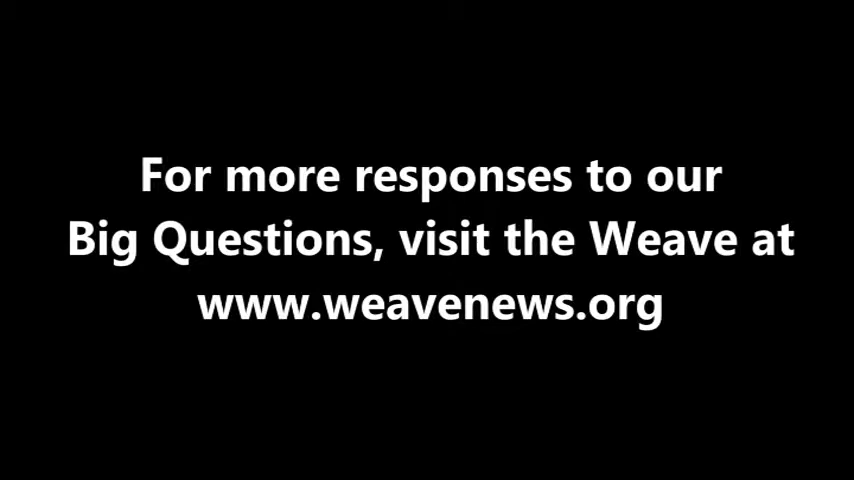 For more responses to our
Big Questions, visit the Weave at
www.weavenews.org